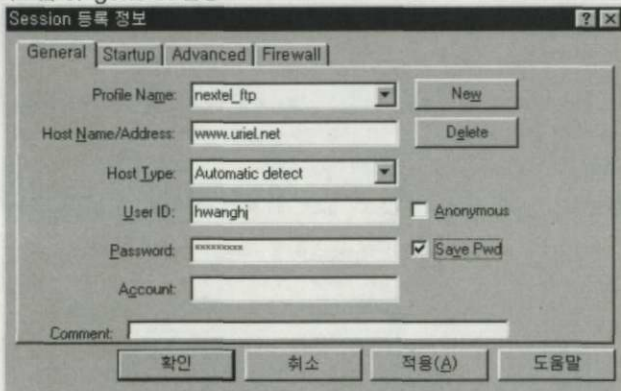 Session 등록 정보
General Startup Advanced Firewall
Profile Name: nextel_ftp New
Host Name/Address: www.uriel.net Delete
Host Type: Automatic detect
User ID: hwanghj Anonymous
Password: ********* Save Pwd
Account:
Comment:
확인 취소 적용(A) 도움말